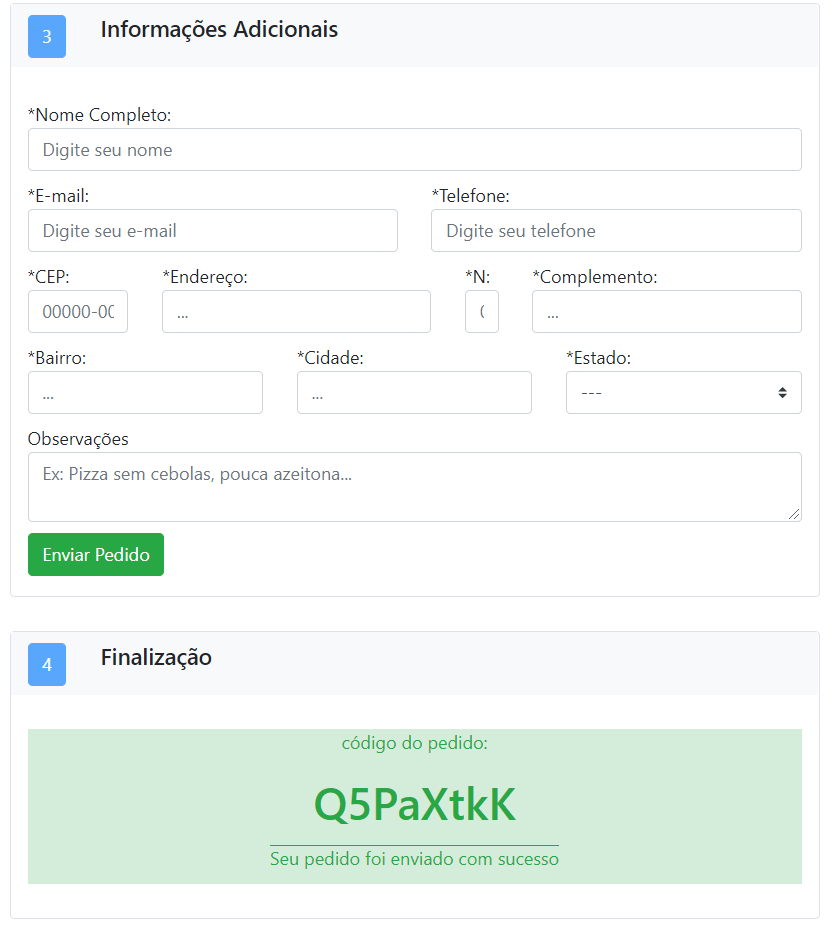 3 Informações Adicionais
*Nome Completo:
Digite seu nome
*E-mail: *Telefone:
Digite seu e-mail Digite seu telefone
*CEP: *Endereço: *N: *Complemento:
00000-00 ... ...
*Bairro: *Cidade: *Estado:
... ... ---
Observações
Ex: Pizza sem cebolas, pouca azeitona...
Enviar Pedido
4 Finalização
código do pedido:
Q5PaXtkK
Seu pedido foi enviado com sucesso